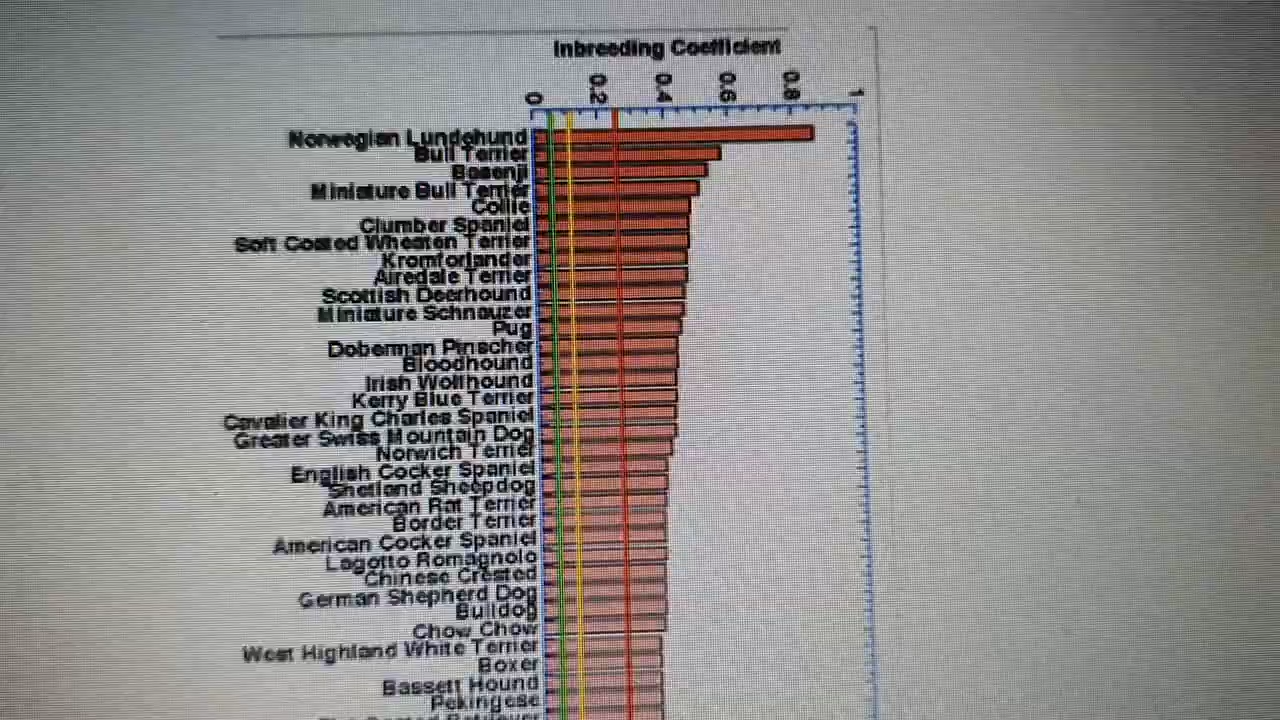 Inbreeding Coefficient
0 0.2 0.4 0.6 0.8 1
Norwegian Lundehund
Bull Terrier
Basenji
Miniature Bull Terrier
Collie
Clumber Spaniel
Soft Coated Wheaten Terrier
Kromforlander
Airedale Terrier
Scottish Deerhound
Miniature Schnauzer
Pug
Doberman Pinscher
Bloodhound
Irish Wolfhound
Kerry Blue Terrier
Cavalier King Charles Spaniel
Greater Swiss Mountain Dog
Norwich Terrier
English Cocker Spaniel
Shetland Sheepdog
American Rat Terrier
Border Terrier
American Cocker Spaniel
Lagotto Romagnolo
Chinese Crested
German Shepherd Dog
Bulldog
Chow Chow
West Highland White Terrier
Boxer
Bassett Hound
Pekingese